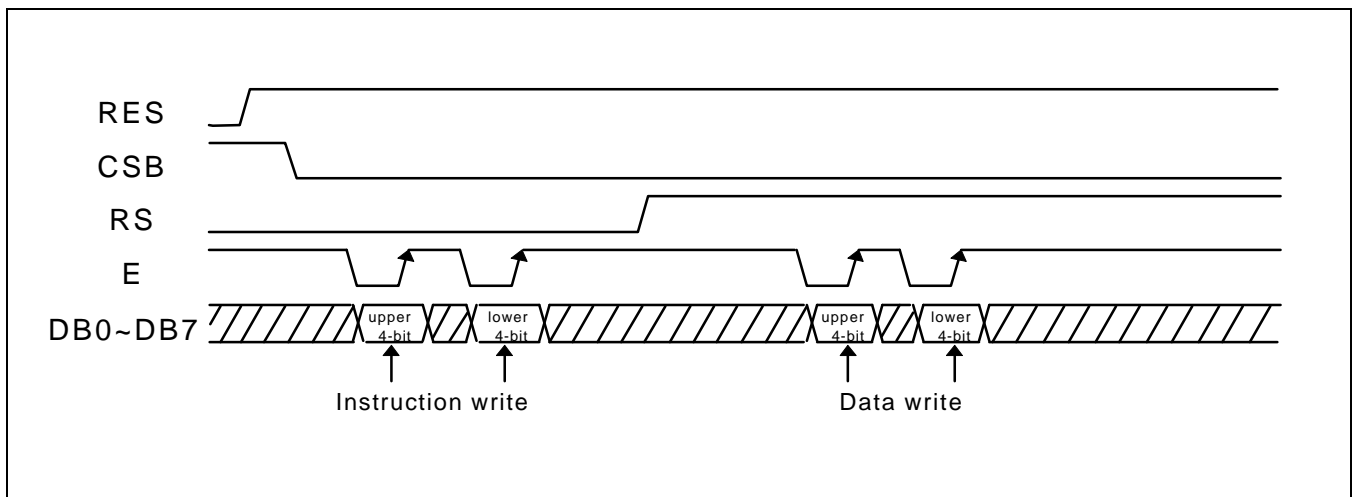 RES
CSB
RS
E
DB0~DB7
upper
4-bit
lower
4-bit
upper
4-bit
lower
4-bit
Instruction write
Data write